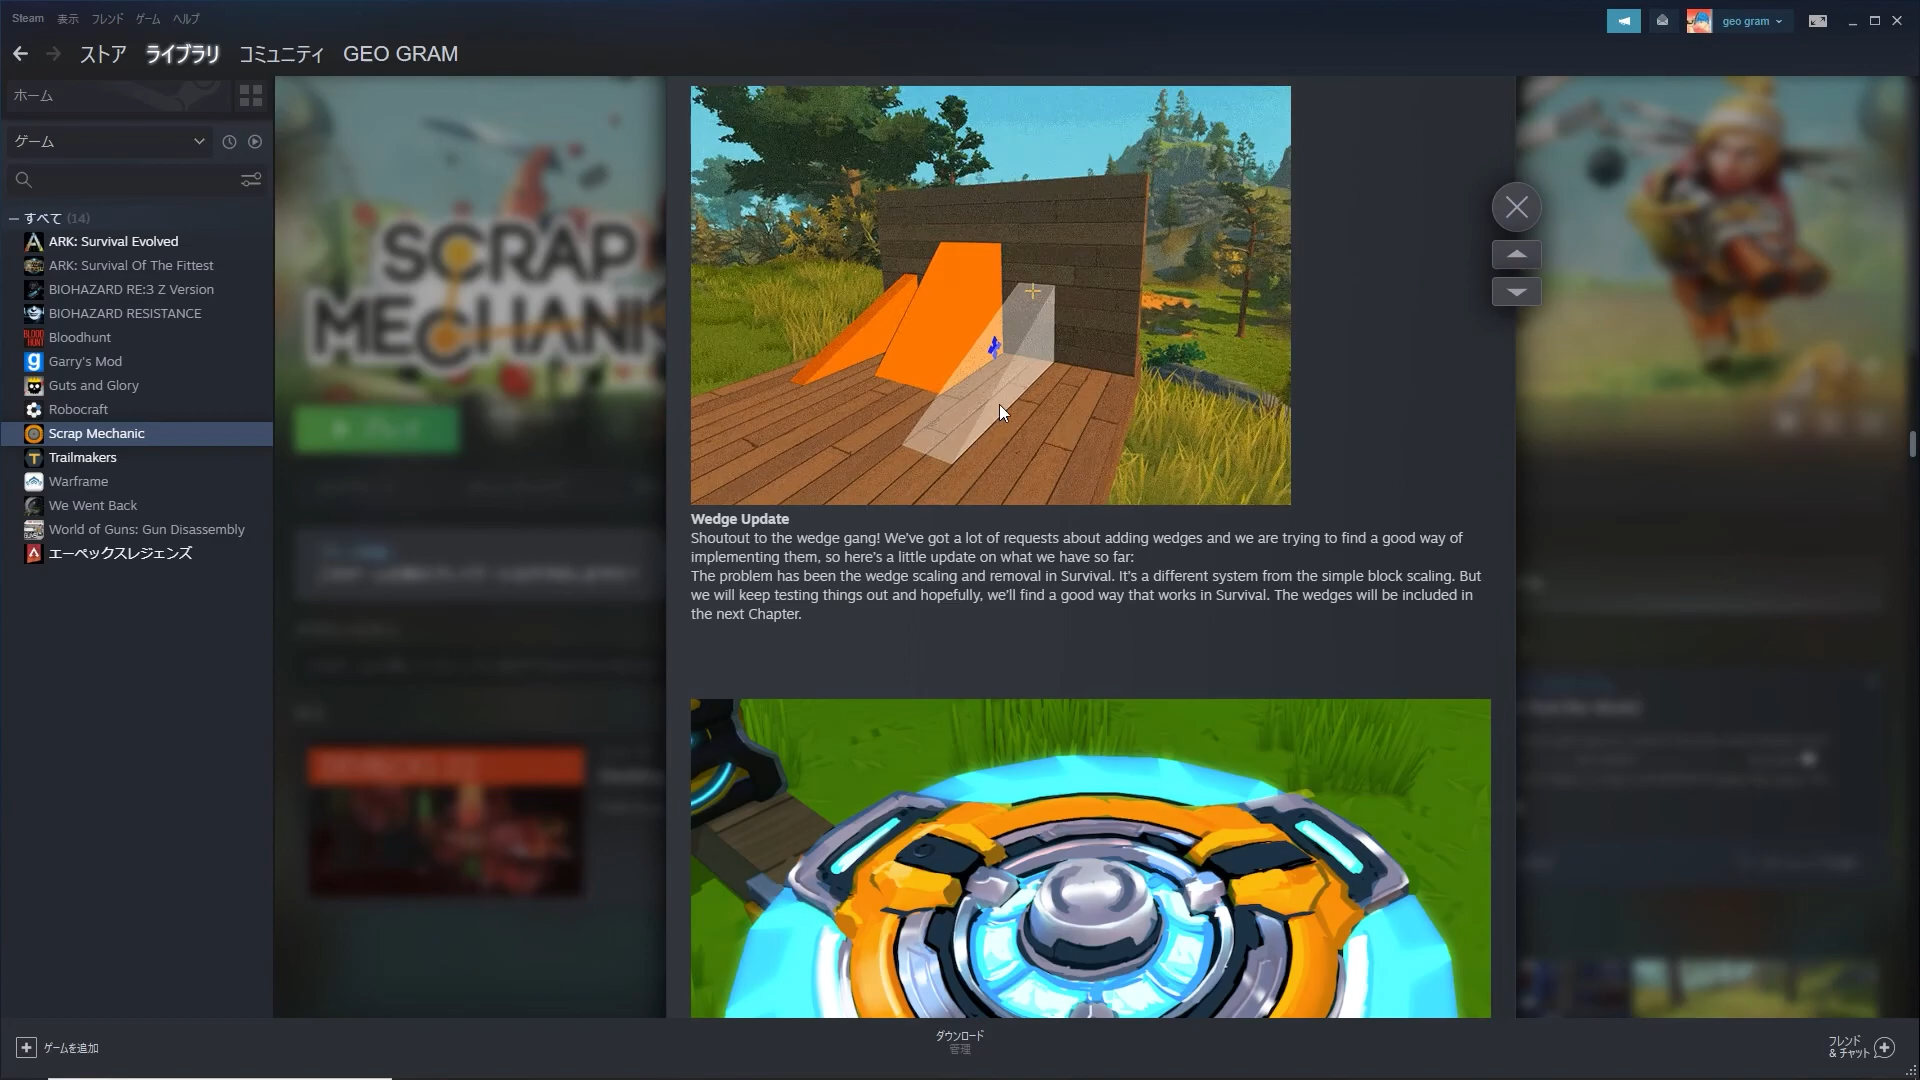 Steam 表示 フレンド ゲーム ヘルプ
geo gram
ストア ライブラリ コミュニティ GEO GRAM
ホーム
ゲーム
すべて (14)
ARK: Survival Evolved
ARK: Survival Of The Fittest
BIOHAZARD RE:3 Z Version
BIOHAZARD RESISTANCE
Bloodhunt
Garry's Mod
Guts and Glory
Robocraft
Scrap Mechanic
Trailmakers
Warframe
We Went Back
World of Guns: Gun Disassembly
エーペックスレジェンズ
SCRAP
Wedge Update
Shoutout to the wedge gang! We've got a lot of requests about adding wedges and we are trying to find a good way of
implementing them, so here's a little update on what we have so far:
The problem has been the wedge scaling and removal in Survival. It's a different system from the simple block scaling. But
we will keep testing things out and hopefully, we'll find a good way that works in Survival. The wedges will be included in
the next Chapter.
ゲームを追加
ダウンロード
管理
フレンド
& チャット